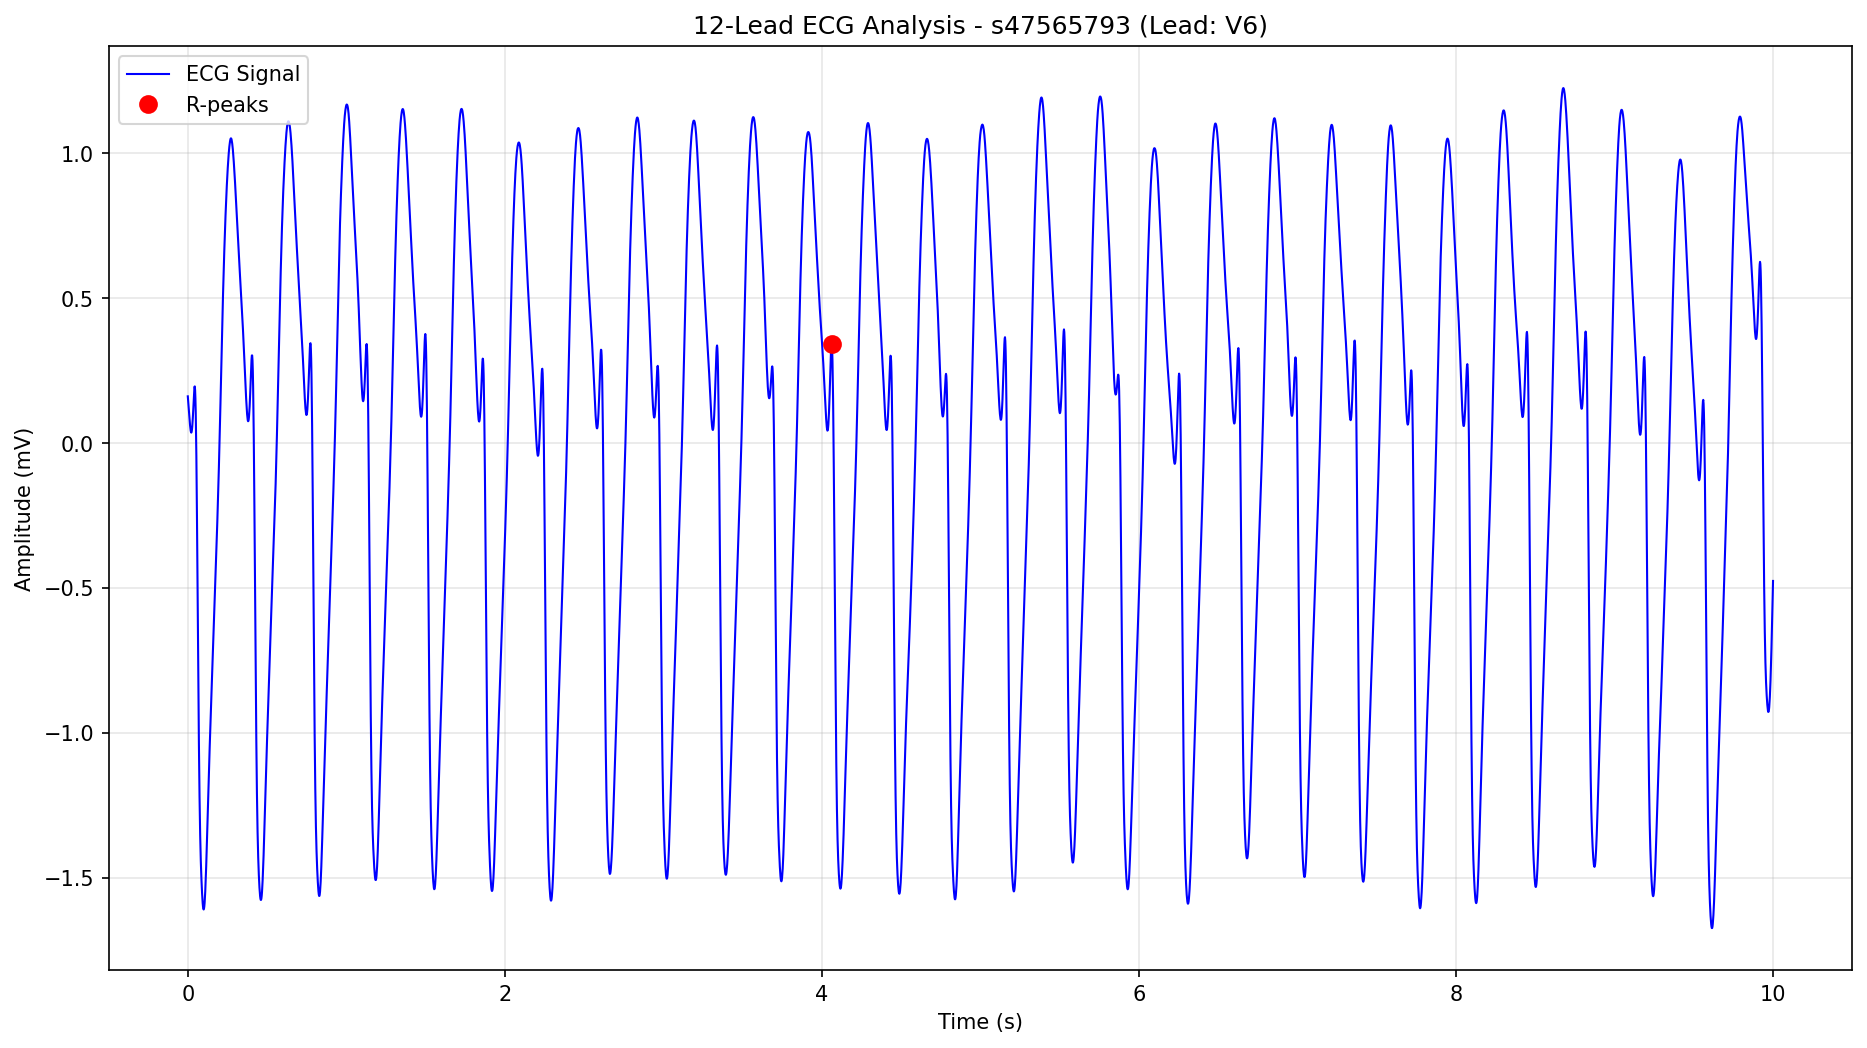 12-Lead ECG Analysis - s47565793 (Lead: V6)
ECG Signal
R-peaks
Amplitude (mV)
1.0
0.5
0.0
−0.5
−1.0
−1.5
0 2 4 6 8 10
Time (s)